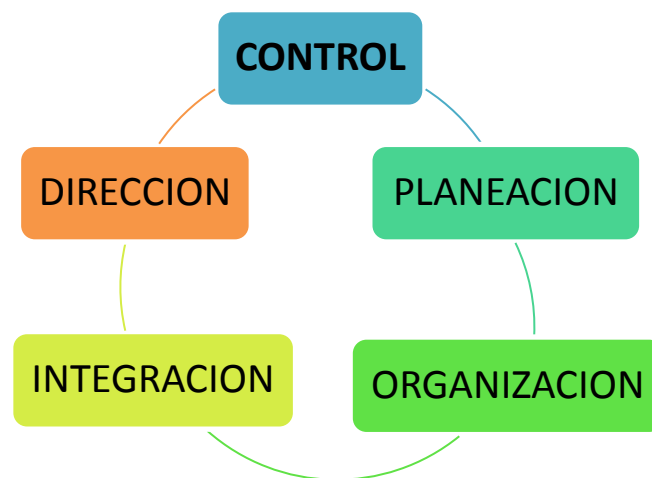 CONTROL
DIRECCION
PLANEACION
INTEGRACION
ORGANIZACION